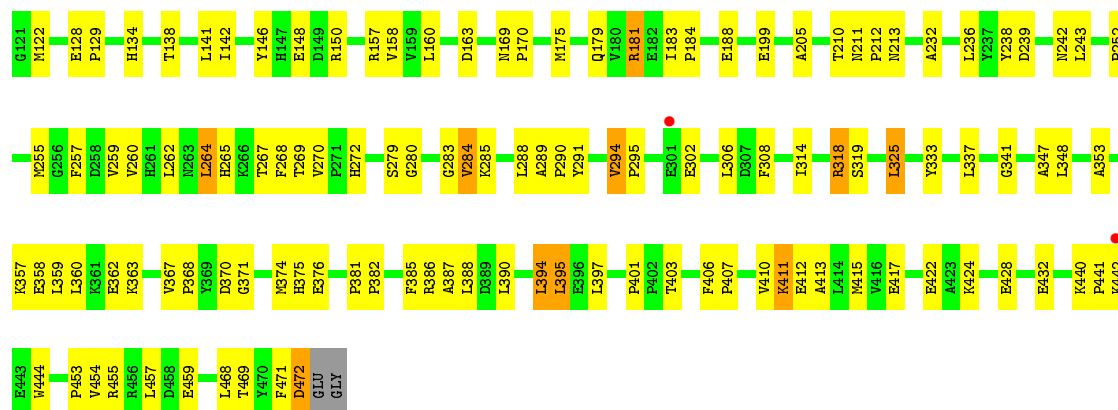 G121 M122 E128 P129 H134 T138 L141 I142 Y146 H147 E148 D149 R150 R157 V158 V159 L160 D163 N169 P170 M175 Q179 V180 R181 E182 I183 P184 E188 E199 A205 T210 N211 P212 N213 A232 L236 Y237 Y238 D239 N242 L243
M255 G256 F257 D258 V259 V260 H261 L262 N263 L264 H265 K266 T267 F268 T269 V270 P271 H272 S279 G280 G283 V284 K285 L288 A289 P290 Y291 V294 P295 E301 E302 L306 D307 F308 I314 R318 S319 L325 Y333 L337 G341 A347 L348 A353
K357 E358 L359 L360 K361 E362 K363 V367 P368 Y369 D370 G371 M374 H375 E376 P381 P382 F385 R386 A387 L388 D389 L390 L394 L395 E396 L397 P401 P402 T403 F406 P407 V410 K411 E412 A413 L414 M415 V416 E417 E422 A423 K424 E428 E432 K440 P441 K442
E443 W444 P453 V454 R455 R456 L457 D458 E459 L468 T469 Y470 F471 D472 GLU GLY